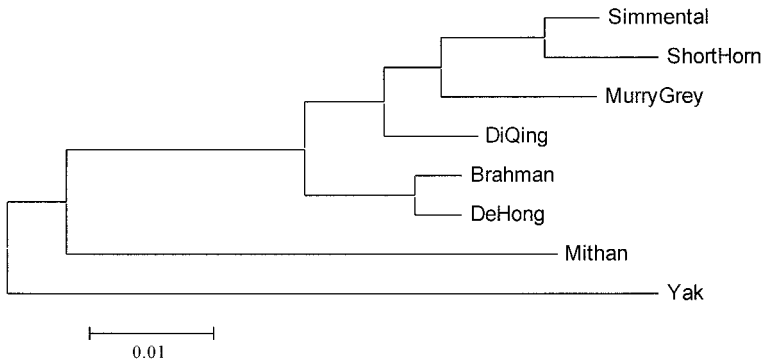 Simmental
ShortHorn
MurryGrey
DiQing
Brahman
DeHong
Mithan
Yak
0.01